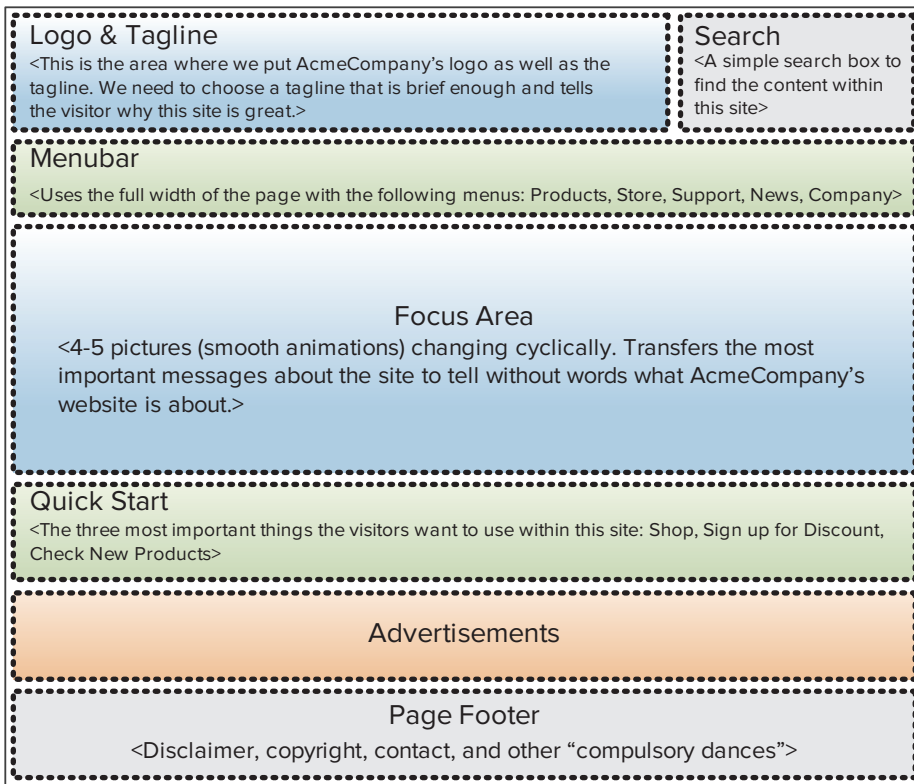 Logo & Tagline
<This is the area where we put AcmeCompany’s logo as well as the
tagline. We need to choose a tagline that is brief enough and tells
the visitor why this site is great.>
Search
<A simple search box to
find the content within
this site>
Menubar
<Uses the full width of the page with the following menus: Products, Store, Support, News, Company>
Focus Area
<4-5 pictures (smooth animations) changing cyclically. Transfers the most
important messages about the site to tell without words what AcmeCompany’s
website is about.>
Quick Start
<The three most important things the visitors want to use within this site: Shop, Sign up for Discount,
Check New Products>
Advertisements
Page Footer
<Disclaimer, copyright, contact, and other “compulsory dances”>